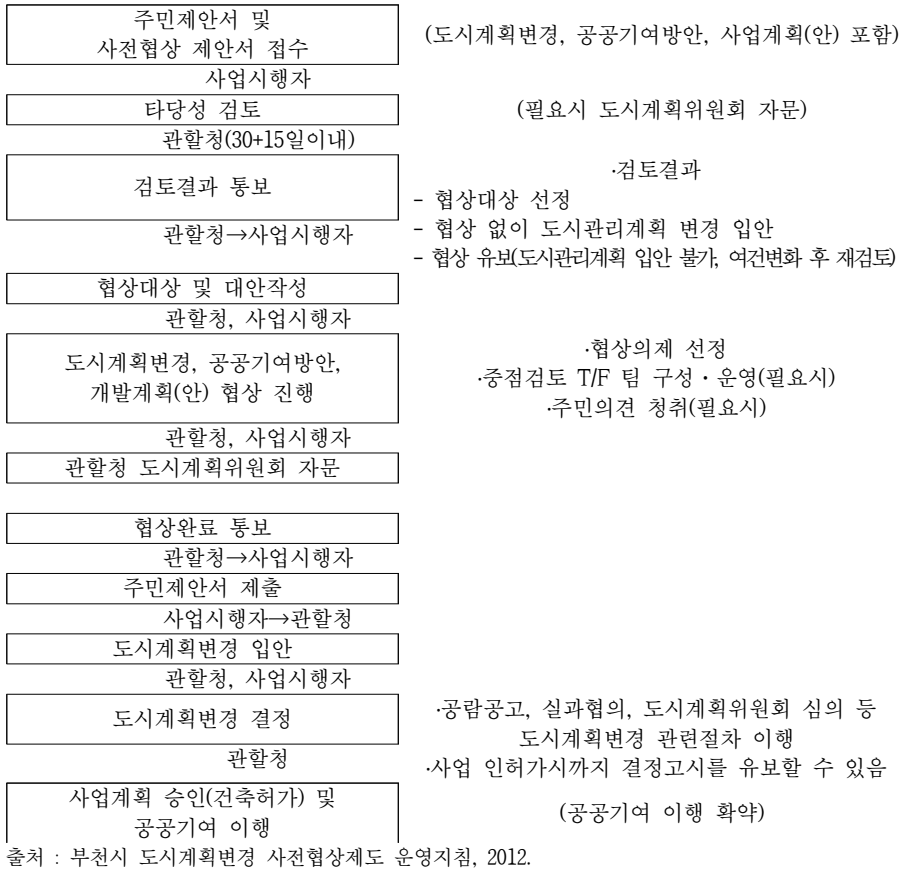 주민제안서 및
사전협상 제안서 접수
(도시계획변경, 공공기여방안, 사업계획(안) 포함)
사업시행자
타당성 검토
(필요시 도시계획위원회 자문)
관할청(30+15일이내)
검토결과 통보
·검토결과
- 협상대상 선정
- 협상 없이 도시관리계획 변경 입안
- 협상 유보(도시관리계획 입안 불가, 여건변화 후 재검토)
관할청→사업시행자
협상대상 및 대안작성
관할청, 사업시행자
도시계획변경, 공공기여방안,
개발계획(안) 협상 진행
·협상의제 선정
·중점검토 T/F 팀 구성·운영(필요시)
·주민의견 청취(필요시)
관할청, 사업시행자
관할청 도시계획위원회 자문
협상완료 통보
관할청→사업시행자
주민제안서 제출
사업시행자→관할청
도시계획변경 입안
관할청, 사업시행자
도시계획변경 결정
·공람공고, 실과협의, 도시계획위원회 심의 등
도시계획변경 관련절차 이행
·사업 인허가시까지 결정고시를 유보할 수 있음
관할청
사업계획 승인(건축허가) 및
공공기여 이행
(공공기여 이행 확약)
출처 : 부천시 도시계획변경 사전협상제도 운영지침, 2012.